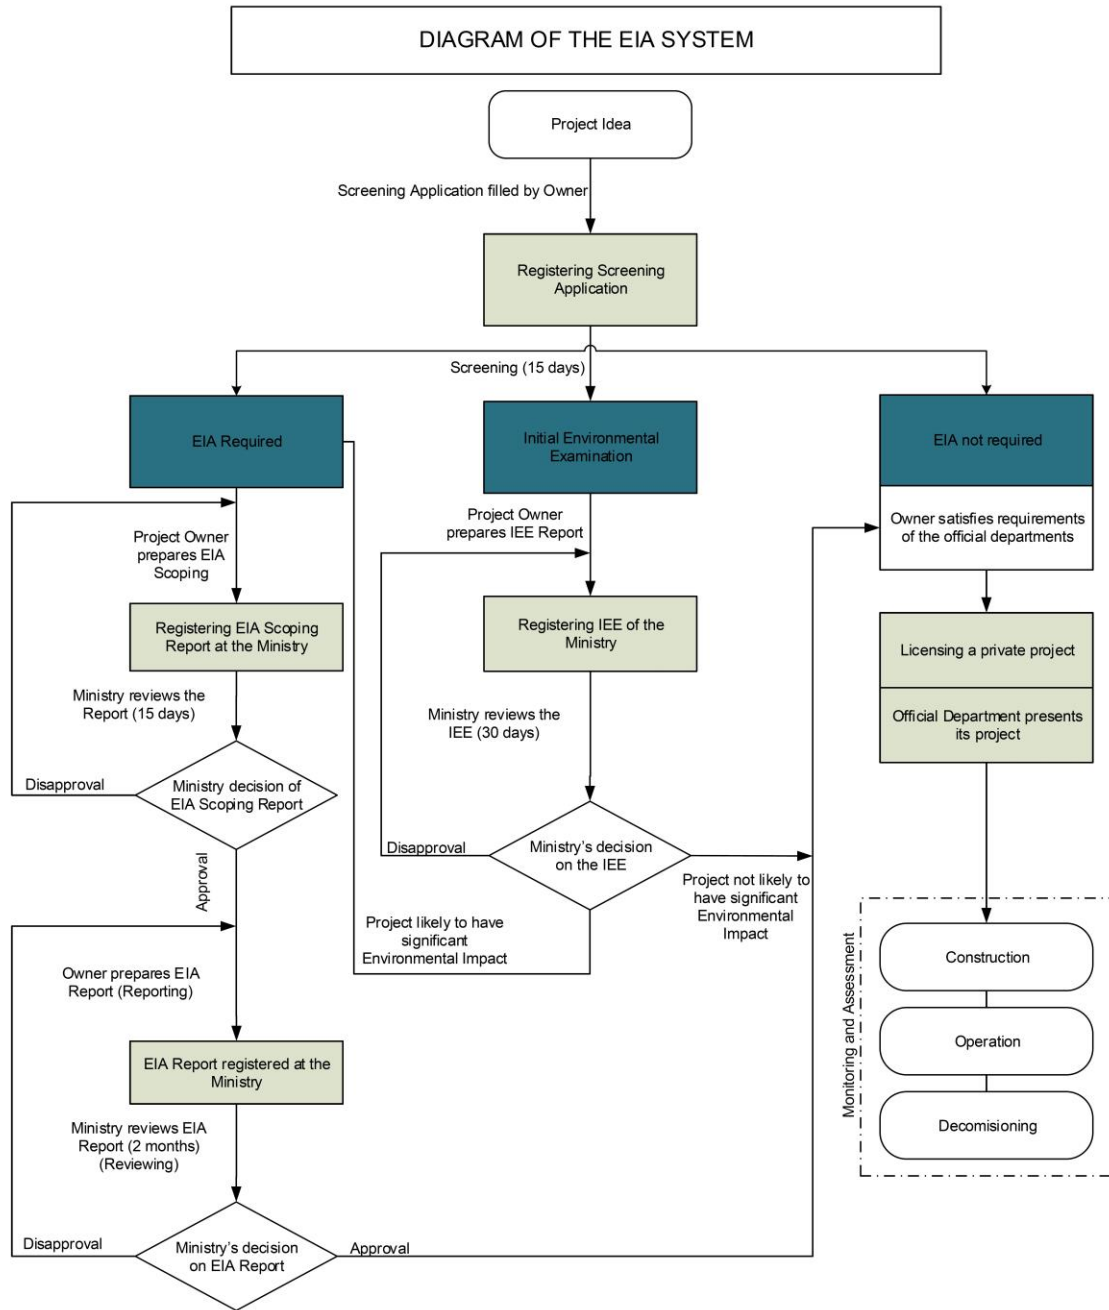 DIAGRAM OF THE EIA SYSTEM
Project Idea
Screening Application filled by Owner
Registering Screening
Application
Screening (15 days)
EIA Required
Initial Environmental
Examination
EIA not required
Project Owner
prepares EIA
Scoping
Project Owner
prepares IEE Report
Owner satisfies requirements
of the official departments
Registering EIA Scoping
Report at the Ministry
Registering IEE of the
Ministry
Licensing a private project
Ministry reviews the
Report (15 days)
Ministry reviews the
IEE (30 days)
Official Department presents
its project
Disapproval
Ministry decision of
EIA Scoping Report
Disapproval
Ministry's decision
on the IEE
Project not likely to
have significant
Environmental
Impact
Approval
Project likely to have
significant
Environmental Impact
Monitoring and Assessment
Construction
Operation
Decomisioning
Owner prepares EIA
Report (Reporting)
EIA Report registered at the
Ministry
Ministry reviews EIA
Report (2 months)
(Reviewing)
Disapproval
Ministry's decision
on EIA Report
Approval